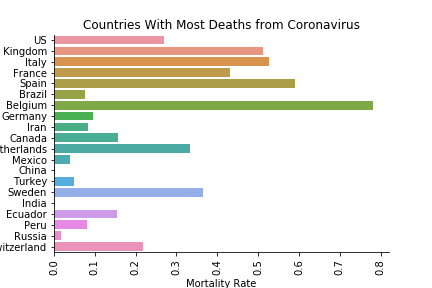 Countries With Most Deaths from Coronavirus
US
Kingdom
Italy
France
Spain
Brazil
Belgium
Germany
Iran
Canada
therlands
Mexico
China
Turkey
Sweden
India
Ecuador
Peru
Russia
witzerland
0.0 0.1 0.2 0.3 0.4 0.5 0.6 0.7 0.8
Mortality Rate